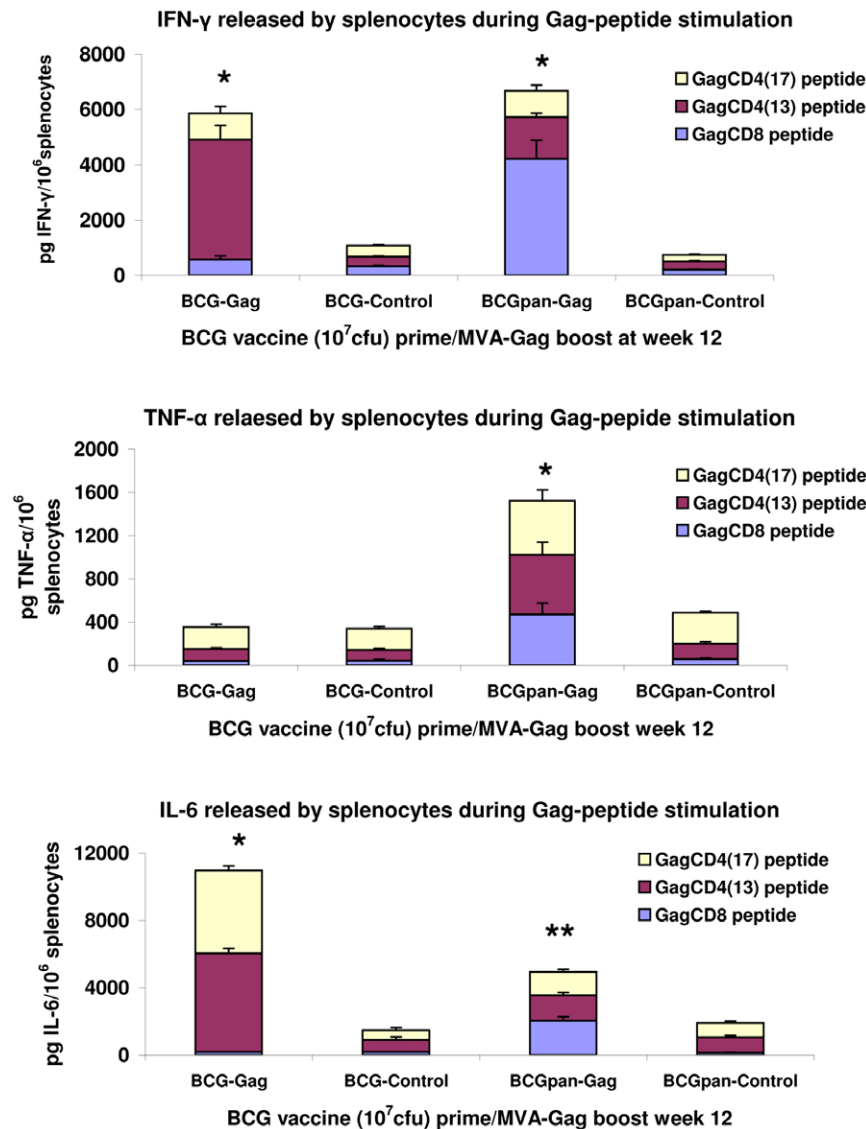 IFN-γ released by splenocytes during Gag-peptide stimulation
8000
6000
4000
2000
0
pg IFN-γ/10⁶splenocytes
*
*
GagCD4(17) peptide
GagCD4(13) peptide
GagCD8 peptide
BCG-Gag BCG-Control BCGpan-Gag BCGpan-Control
BCG vaccine (10⁷cfu) prime/MVA-Gag boost at week 12
TNF-α relaesed by splenocytes during Gag-pepide stimulation
2000
1600
1200
800
400
0
pg TNF-α/10⁶
splenocytes
*
GagCD4(17) peptide
GagCD4(13) peptide
GagCD8 peptide
BCG-Gag BCG-Control BCGpan-Gag BCGpan-Control
BCG vaccine (10⁷cfu) prime/MVA-Gag boost week 12
IL-6 released by splenocytes during Gag-peptide stimulation
12000
8000
4000
0
pg IL-6/10⁶ splenocytes
*
**
GagCD4(17) peptide
GagCD4(13) peptide
GagCD8 peptide
BCG-Gag BCG-Control BCGpan-Gag BCGpan-Control
BCG vaccine (10⁷cfu) prime/MVA-Gag boost week 12